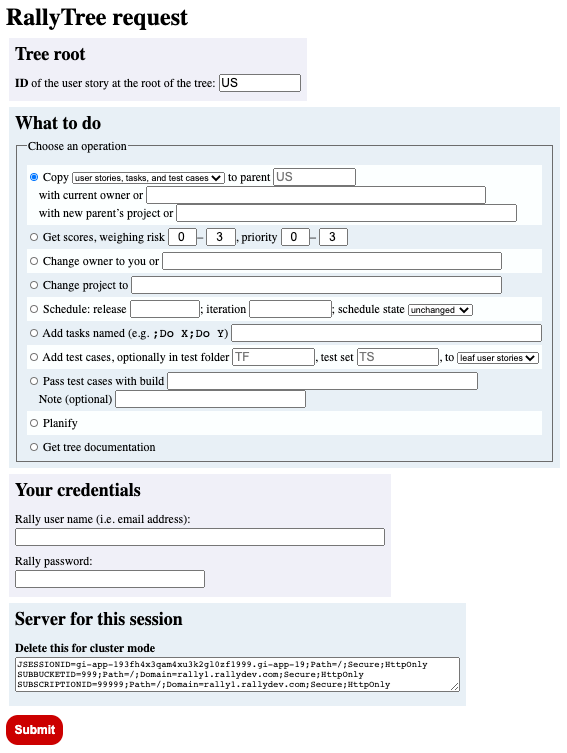 RallyTree request
Tree root
ID of the user story at the root of the tree: US
What to do
Choose an operation
Copy user stories, tasks, and test cases to parent US
with current owner or
with new parent's project or
Get scores, weighing risk 0 – 3 , priority 0 – 3
Change owner to you or
Change project to
Schedule: release ; iteration ; schedule state unchanged
Add tasks named (e.g. ;Do X;Do Y)
Add test cases, optionally in test folder TF , test set TS , to leaf user stories
Pass test cases with build
Note (optional)
Planify
Get tree documentation
Your credentials
Rally user name (i.e. email address):
Rally password:
Server for this session
Delete this for cluster mode
JSESSIONID=gi-app-193fh4x3qam4xu3k2gl0zf1999.gi-app-19;Path=/;Secure;HttpOnly
SUBBUCKETID=999;Path=/;Domain=rally1.rallydev.com;Secure;HttpOnly
SUBSCRIPTIONID=99999;Path=/;Domain=rally1.rallydev.com;Secure;HttpOnly
Submit